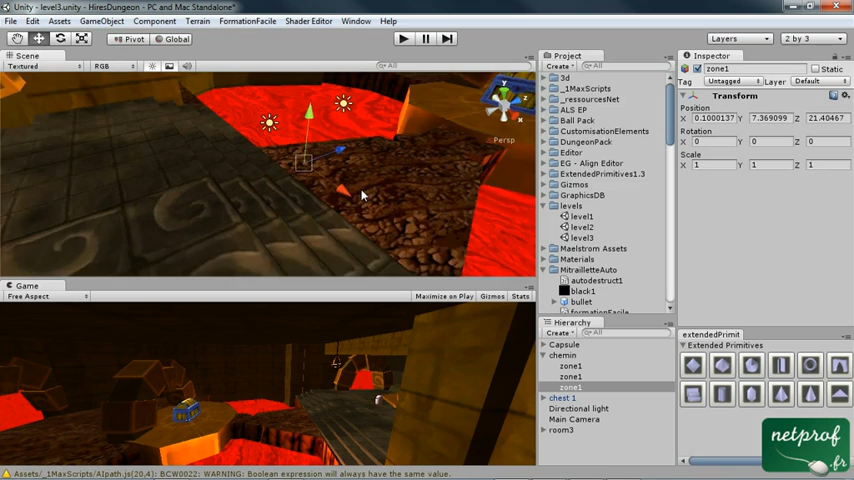 Unity - level3.unity - HiresDungeon - PC and Mac Standalone*
File Edit Assets GameObject Component Terrain FormationFacile Shader Editor Window Help
Pivot Global Layers 2 by 3
Scene
Textured RGB All
y
z
x
Persp
Game
Free Aspect Maximize on Play Gizmos Stats
Project
Create All
3d
_1MaxScripts
_ressourcesNet
ALS EP
Ball Pack
CustomisationElements
DungeonPack
Editor
EG - Align Editor
ExtendedPrimitives1.3
Gizmos
GraphicsDB
levels
level1
level2
level3
Maelstrom Assets
Materials
MitrailletteAuto
autodestruct1
black1
bullet
formationFacile
Hierarchy
Create All
Capsule
chemin
zone1
zone1
zone1
chest 1
Directional light
Main Camera
room3
Inspector
zone1 Static
Tag Untagged Layer Default
Transform
Position
X 0.1000137 Y 7.369099 Z 21.40467
Rotation
X 0 Y 0 Z 0
Scale
X 1 Y 1 Z 1
extendedPrimit
Extended Primitives
netprof
.fr
Assets/_1MaxScripts/AIpath.js(20,4): BCW0022: WARNING: Boolean expression will always have the same value.